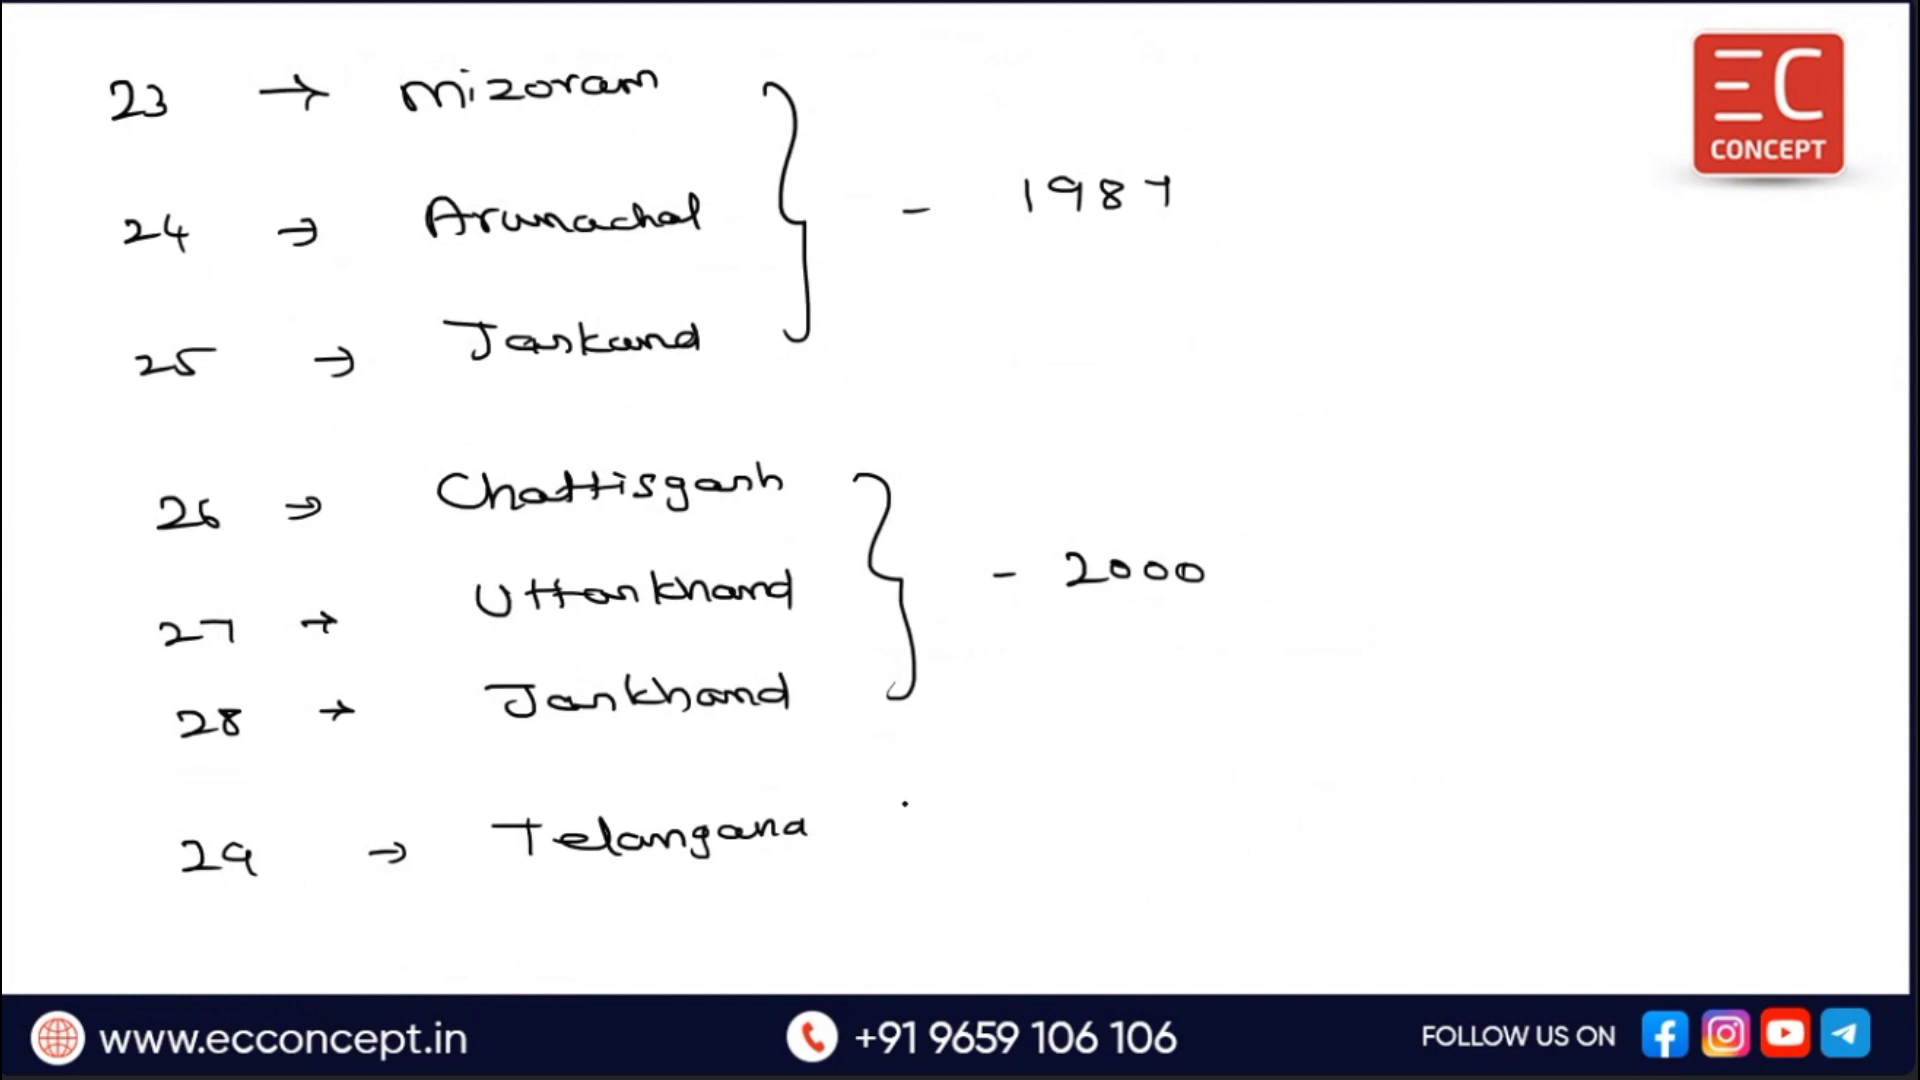 23 → Mizoram
24 → Arunachal
- 1987
25 → Jarkand
26 → Chattisgarh
27 → Uttarkhand
- 2000
28 → Jarkhand
29 → Telangana
EC
CONCEPT
www.ecconcept.in
+91 9659 106 106
FOLLOW US ON